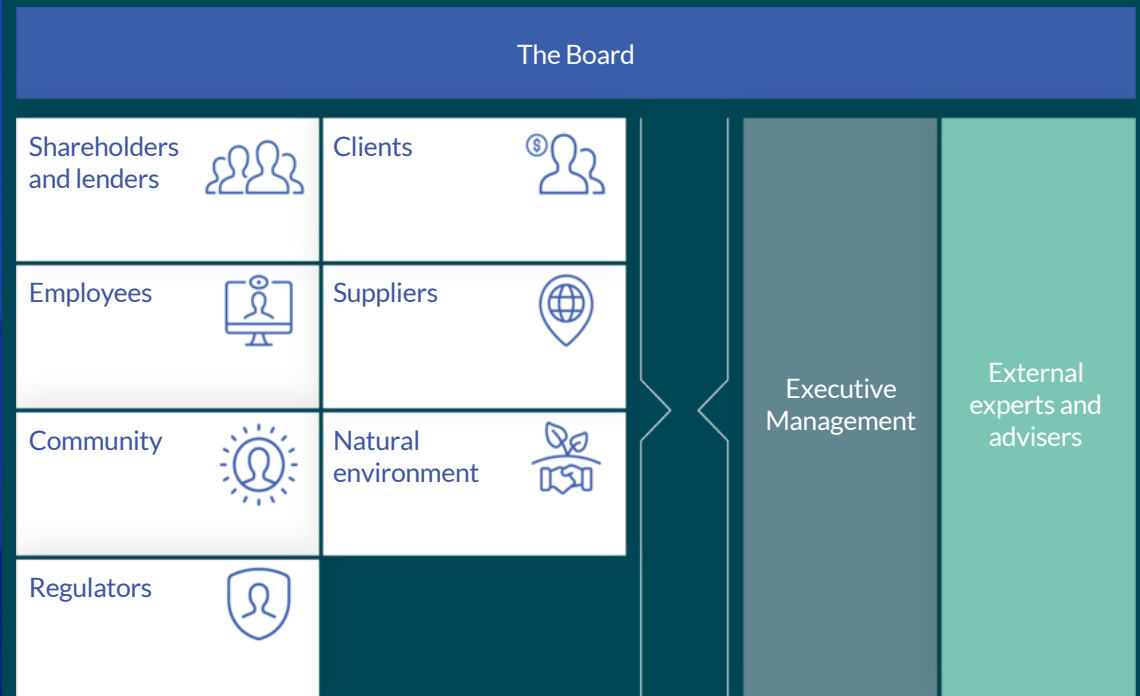 The Board
Shareholders
and lenders
Clients
$
Employees
Suppliers
Community
Natural
environment
Regulators
Executive
Management
External
experts and
advisers